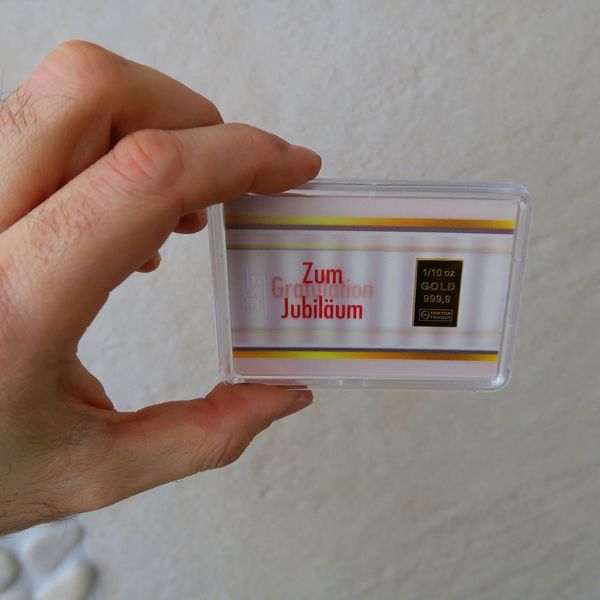 Zum
Gratulation
Jubiläum
1/10 oz
GOLD
999,9